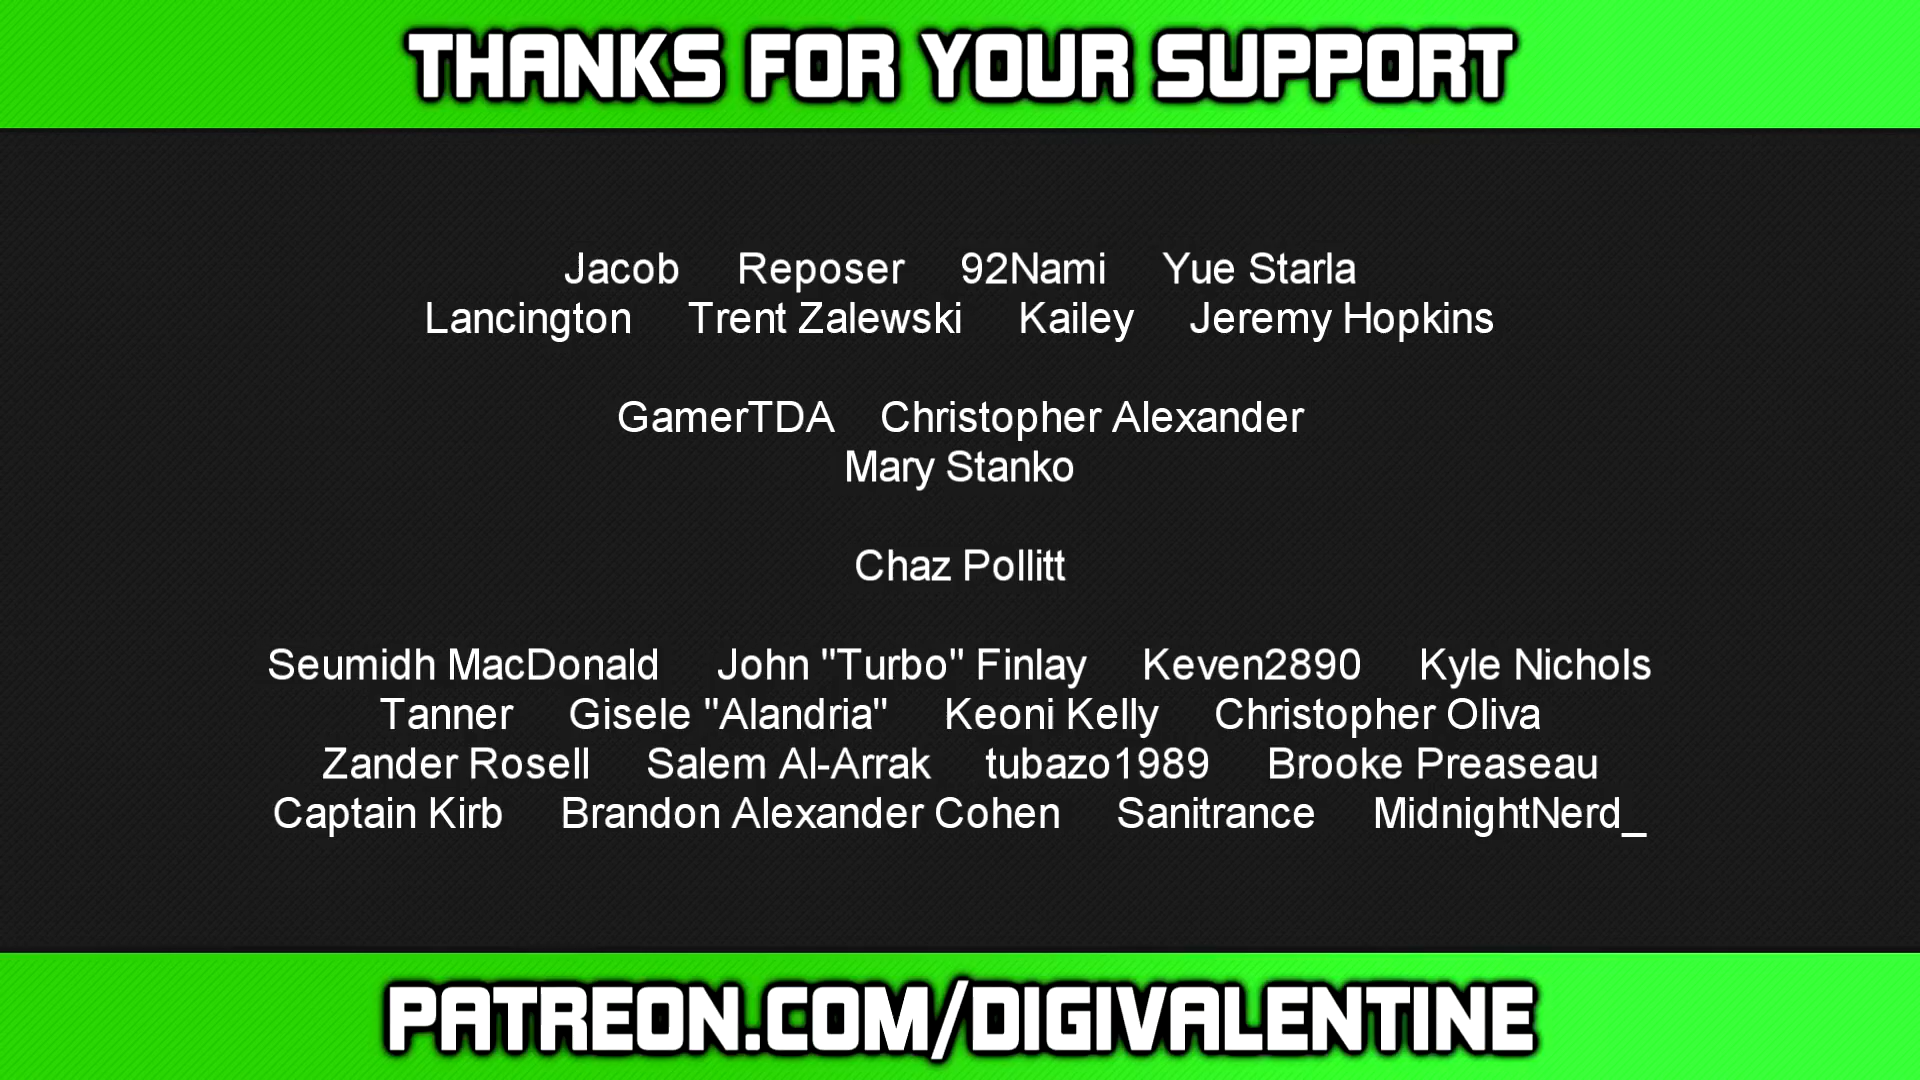 THANKS FOR YOUR SUPPORT
Jacob Reposer 92Nami Yue Starla
Lancington Trent Zalewski Kailey Jeremy Hopkins
GamerTDA Christopher Alexander
Mary Stanko
Chaz Pollitt
Seumidh MacDonald John "Turbo" Finlay Keven2890 Kyle Nichols
Tanner Gisele "Alandria" Keoni Kelly Christopher Oliva
Zander Rosell Salem Al-Arrak tubazo1989 Brooke Preaseau
Captain Kirb Brandon Alexander Cohen Sanitrance MidnightNerd_
PATREON.COM/DIGIVALENTINE